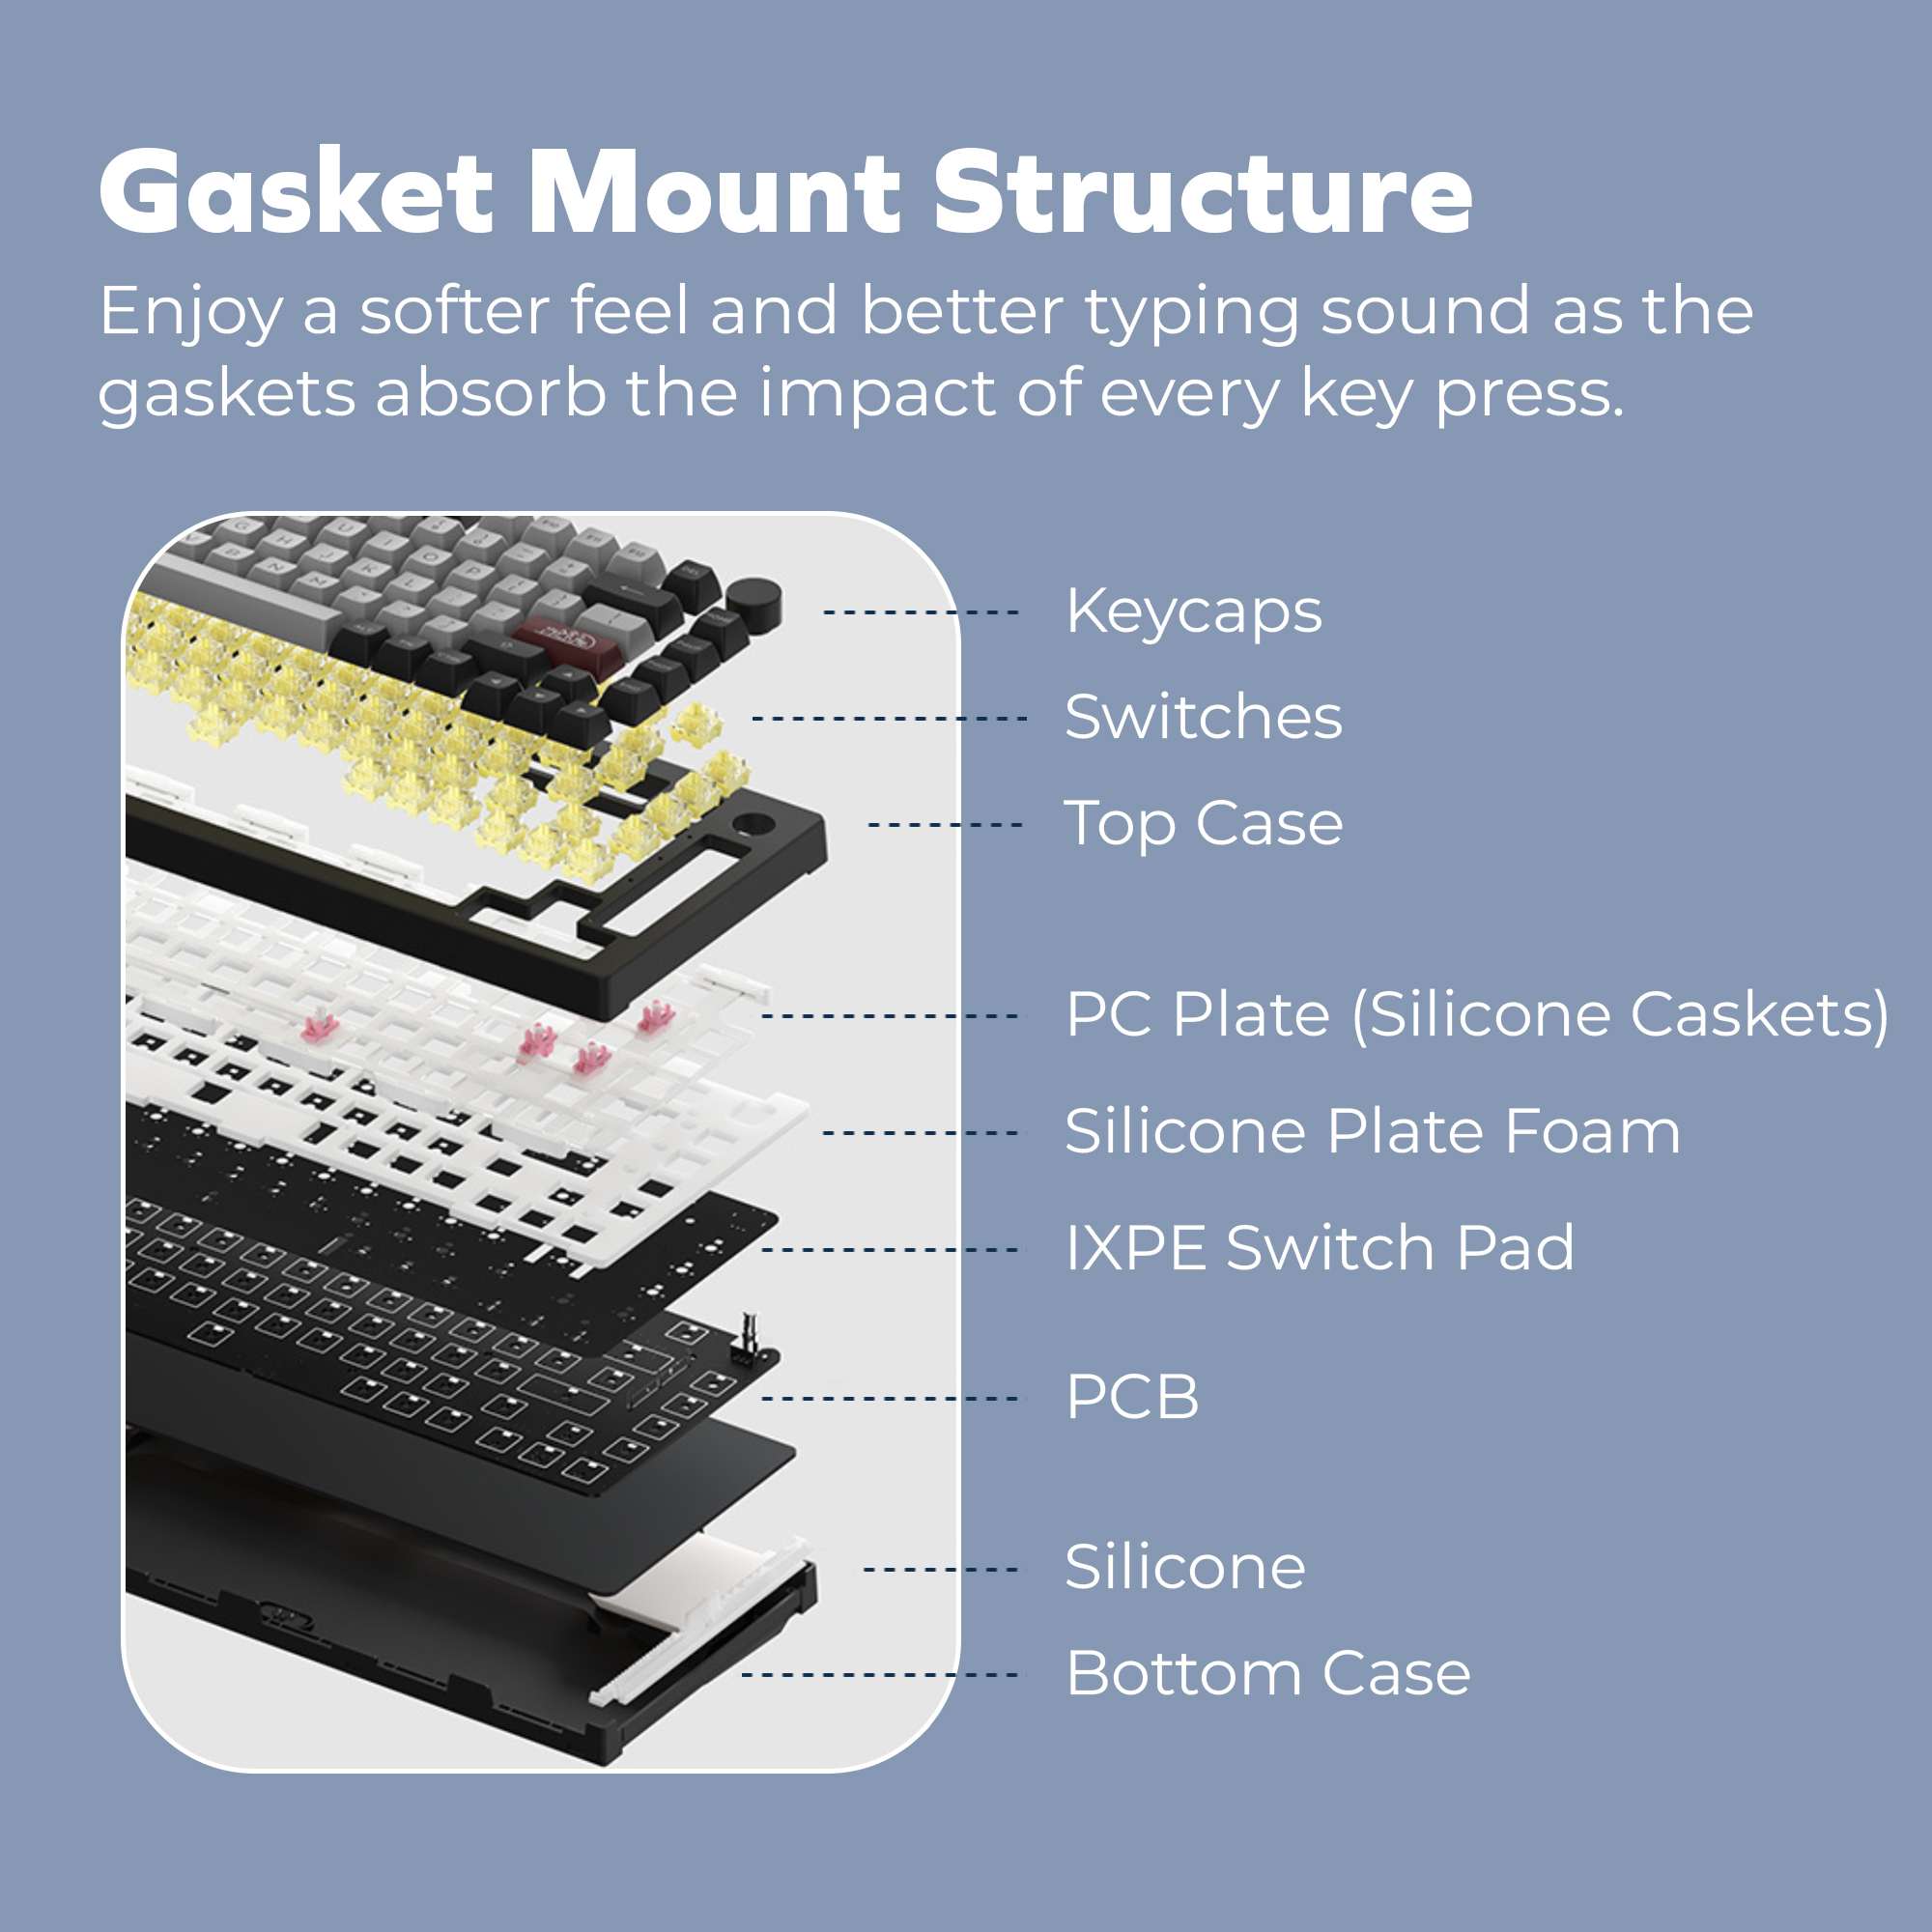 Gasket Mount Structure
Enjoy a softer feel and better typing sound as the
gaskets absorb the impact of every key press.
Keycaps
Switches
Top Case
PC Plate (Silicone Caskets)
Silicone Plate Foam
IXPE Switch Pad
PCB
Silicone
Bottom Case